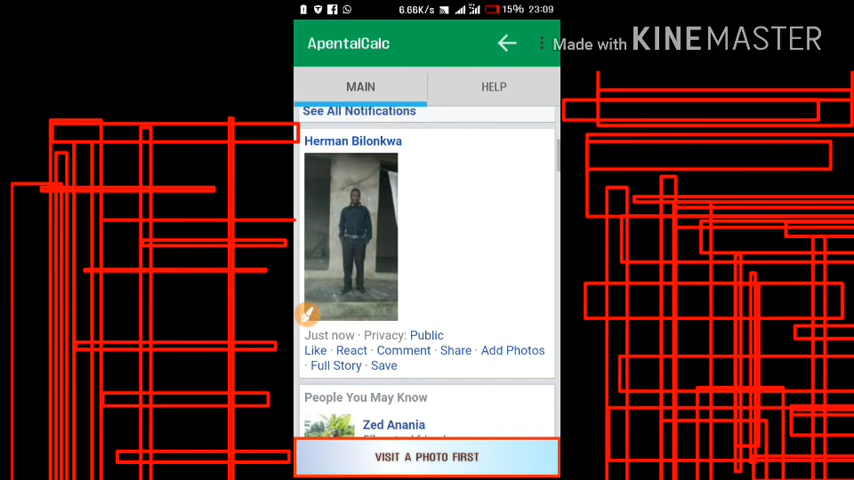 6.66K/s 15% 23:09
ApentalCalc
Made with KINEMASTER
MAIN
HELP
See All Notifications
Herman Bilonkwa
Just now · Privacy: Public
Like · React · Comment · Share · Add Photos
· Full Story · Save
People You May Know
Zed Anania
VISIT A PHOTO FIRST